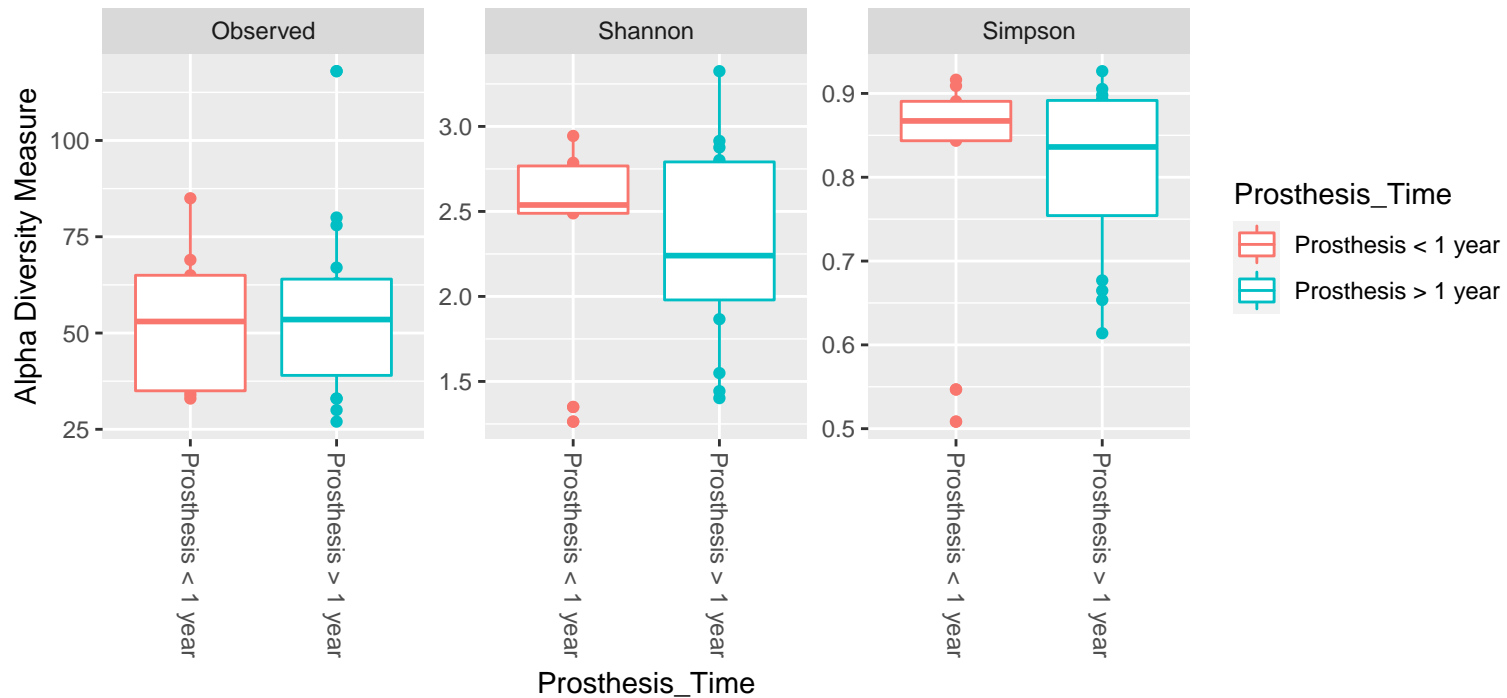 Observed
Shannon
Simpson
Alpha Diversity Measure
100
75
50
25
3.0
2.5
2.0
1.5
0.9
0.8
0.7
0.6
0.5
Prosthesis < 1 year
Prosthesis > 1 year
Prosthesis < 1 year
Prosthesis > 1 year
Prosthesis < 1 year
Prosthesis > 1 year
Prosthesis_Time
Prosthesis_Time
Prosthesis < 1 year
Prosthesis > 1 year